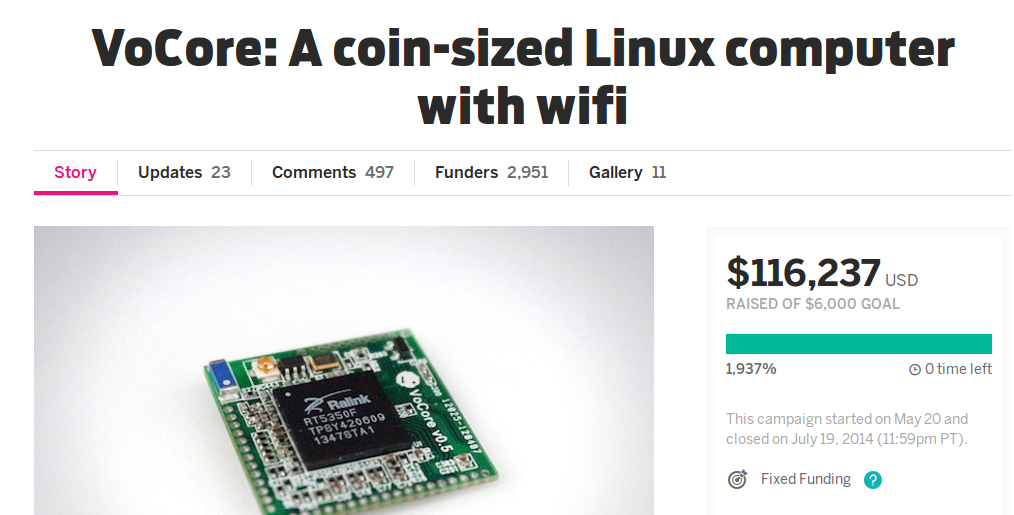 VoCore: A coin-sized Linux computer
with wifi
Story Updates 23 Comments 497 Funders 2,951 Gallery 11
$116,237 USD
RAISED OF $6,000 GOAL
1,937% 0 time left
This campaign started on May 20 and
closed on July 19, 2014 (11:59pm PT).
Fixed Funding ?
Ralink
RT5350F
TP8Y420609
13478TA1
VoCore v0.5